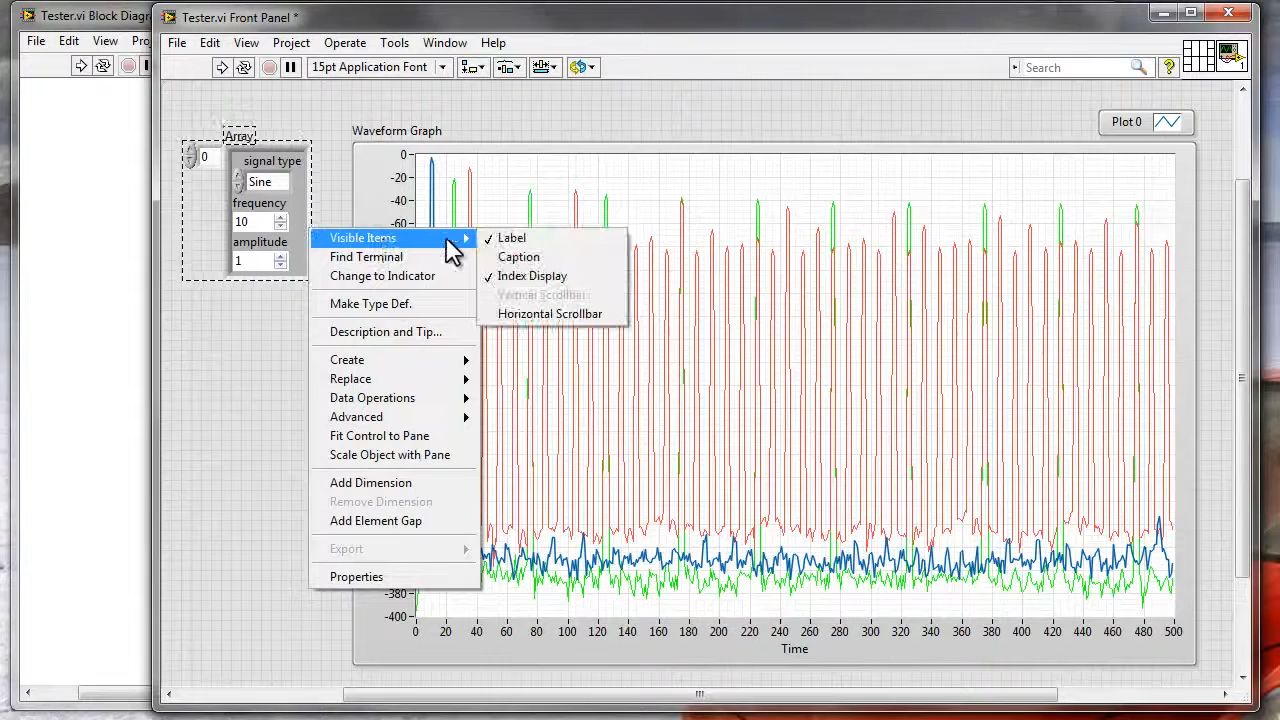 Tester.vi Block Diagra
Tester.vi Front Panel *
File Edit View Pro
File Edit View Project Operate Tools Window Help
15pt Application Font
Search
1
Array
0
signal type
Sine
frequency
10
amplitude
1
Waveform Graph
Plot 0
0
-20
-40
-60
Visible Items
Find Terminal
Change to Indicator
Make Type Def.
Description and Tip...
Create
Replace
Data Operations
Advanced
Fit Control to Pane
Scale Object with Pane
Add Dimension
Remove Dimension
Add Element Gap
Export
Properties
Label
Caption
Index Display
Vertical Scrollbar
Horizontal Scrollbar
-380
-400
0 20 40 60 80 100 120 140 160 180 200 220 240 260 280 300 320 340 360 380 400 420 440 460 480 500
Time